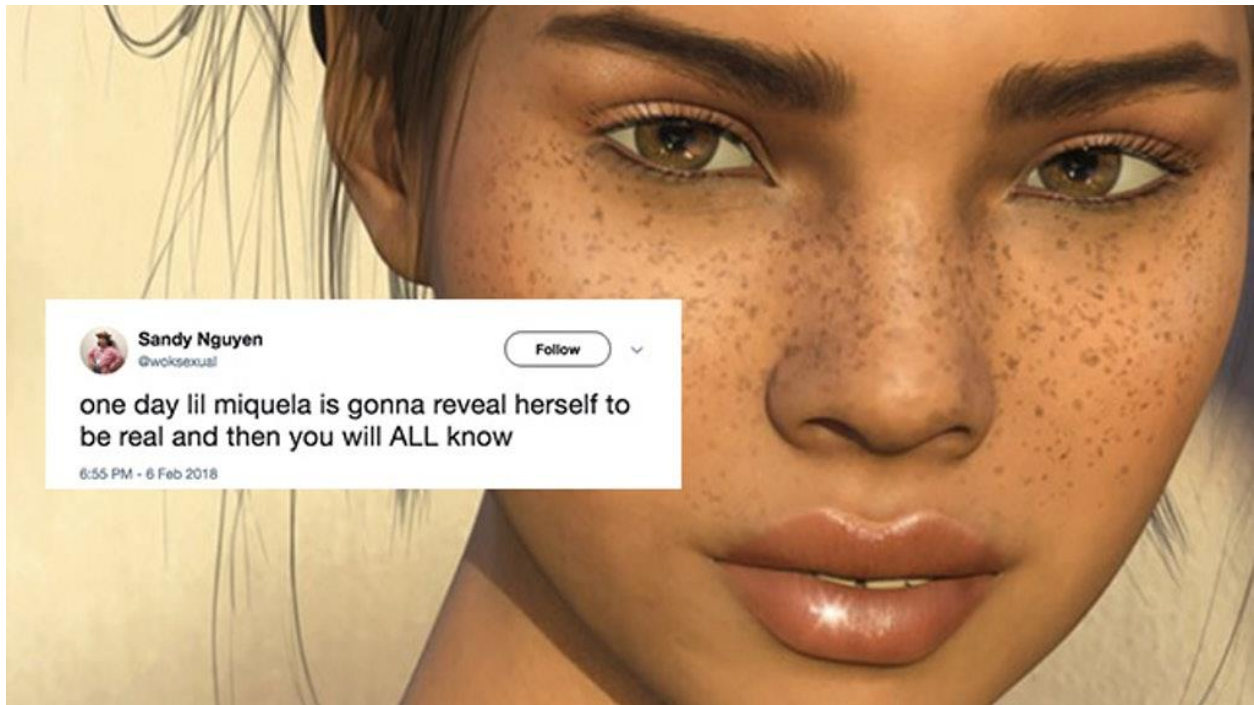 Sandy Nguyen
@woksexual
Follow
one day lil miquela is gonna reveal herself to
be real and then you will ALL know
6:55 PM - 6 Feb 2018